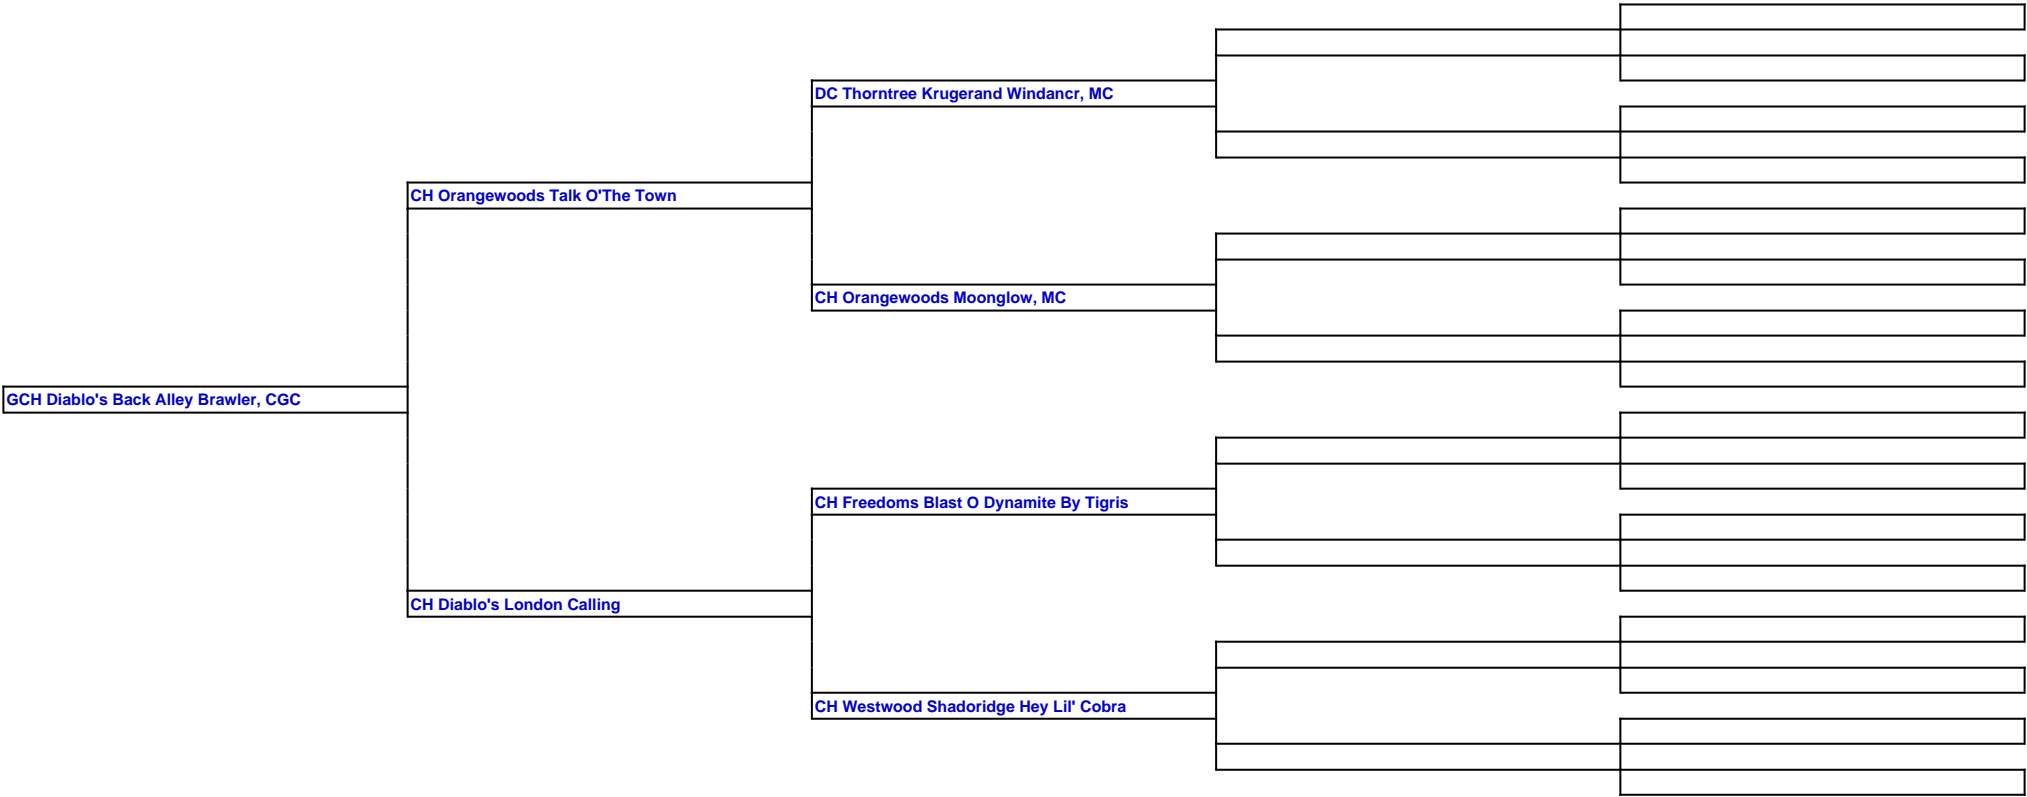 DC Thorntree Krugerand Windancr, MC
CH Orangewoods Talk O'The Town
CH Orangewoods Moonglow, MC
GCH Diablo's Back Alley Brawler, CGC
CH Freedoms Blast O Dynamite By Tigris
CH Diablo's London Calling
CH Westwood Shadoridge Hey Lil' Cobra